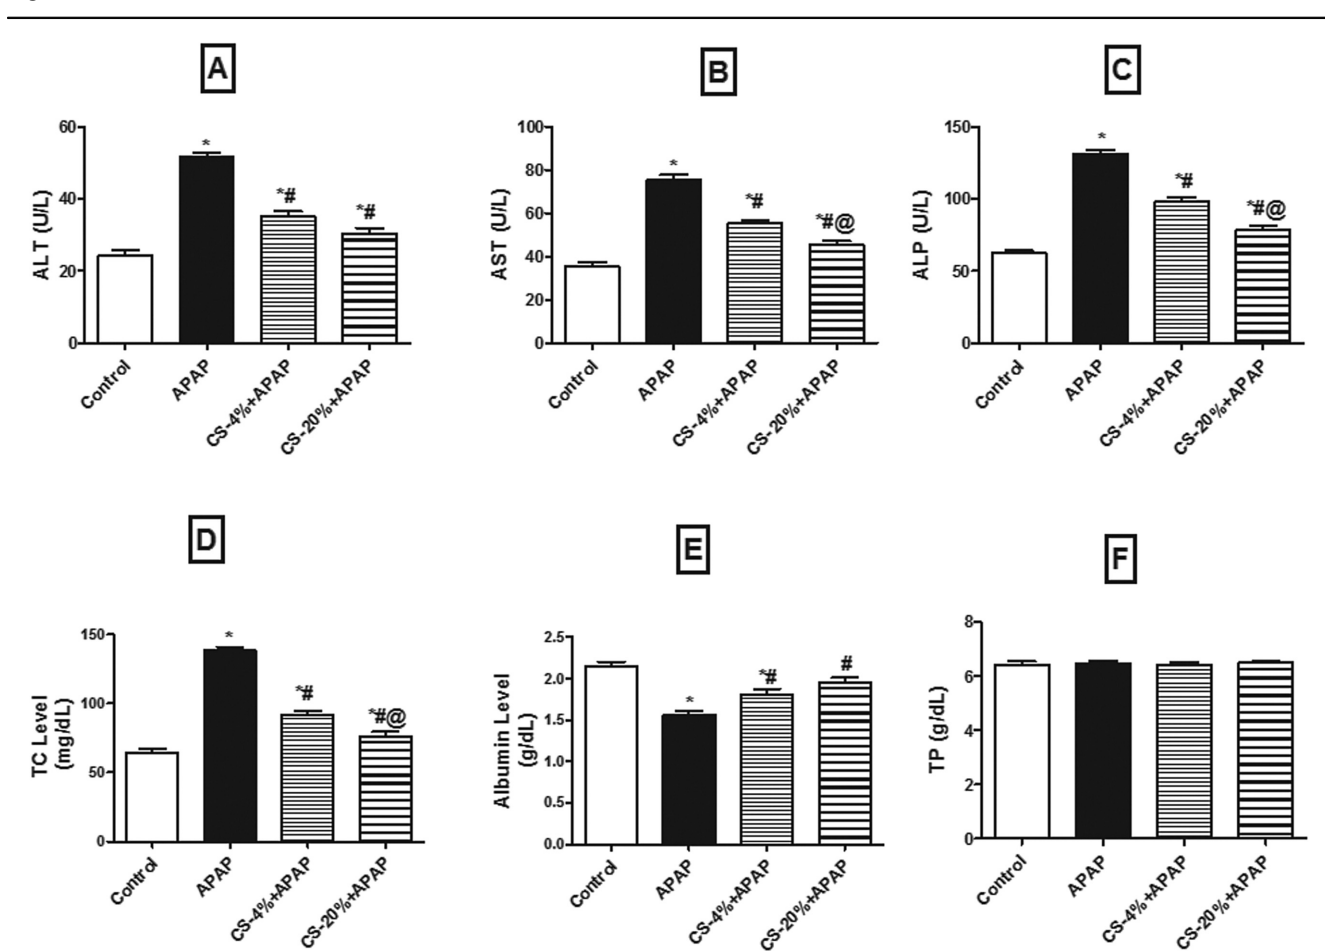 A
ALT (U/L)
60
40
20
0
*
*#
*#
Control
APAP
CS-4%+APAP
CS-20%+APAP
B
AST (U/L)
100
80
60
40
20
0
*
*#
*#@
Control
APAP
CS-4%+APAP
CS-20%+APAP
C
ALP (U/L)
150
100
50
0
*
*#
*#@
Control
APAP
CS-4%+APAP
CS-20%+APAP
D
TC Level
(mg/dL)
150
100
50
0
*
*#
*#@
Control
APAP
CS-4%+APAP
CS-20%+APAP
E
Albumin Level
(g/dL)
2.5
2.0
1.5
1.0
0.5
0.0
*
*#
#
Control
APAP
CS-4%+APAP
CS-20%+APAP
F
TP (g/dL)
8
6
4
2
0
Control
APAP
CS-4%+APAP
CS-20%+APAP